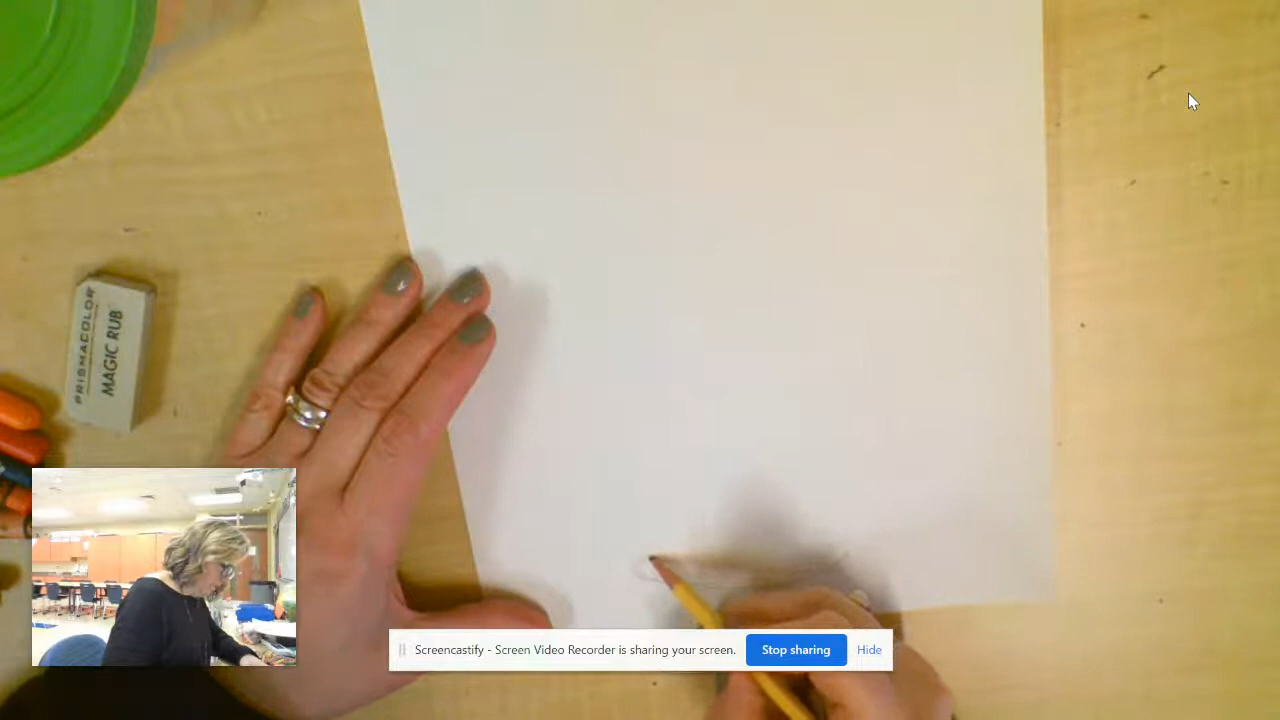 PRISMACOLOR
MAGIC RUB
Screencastify - Screen Video Recorder is sharing your screen.
Stop sharing
Hide